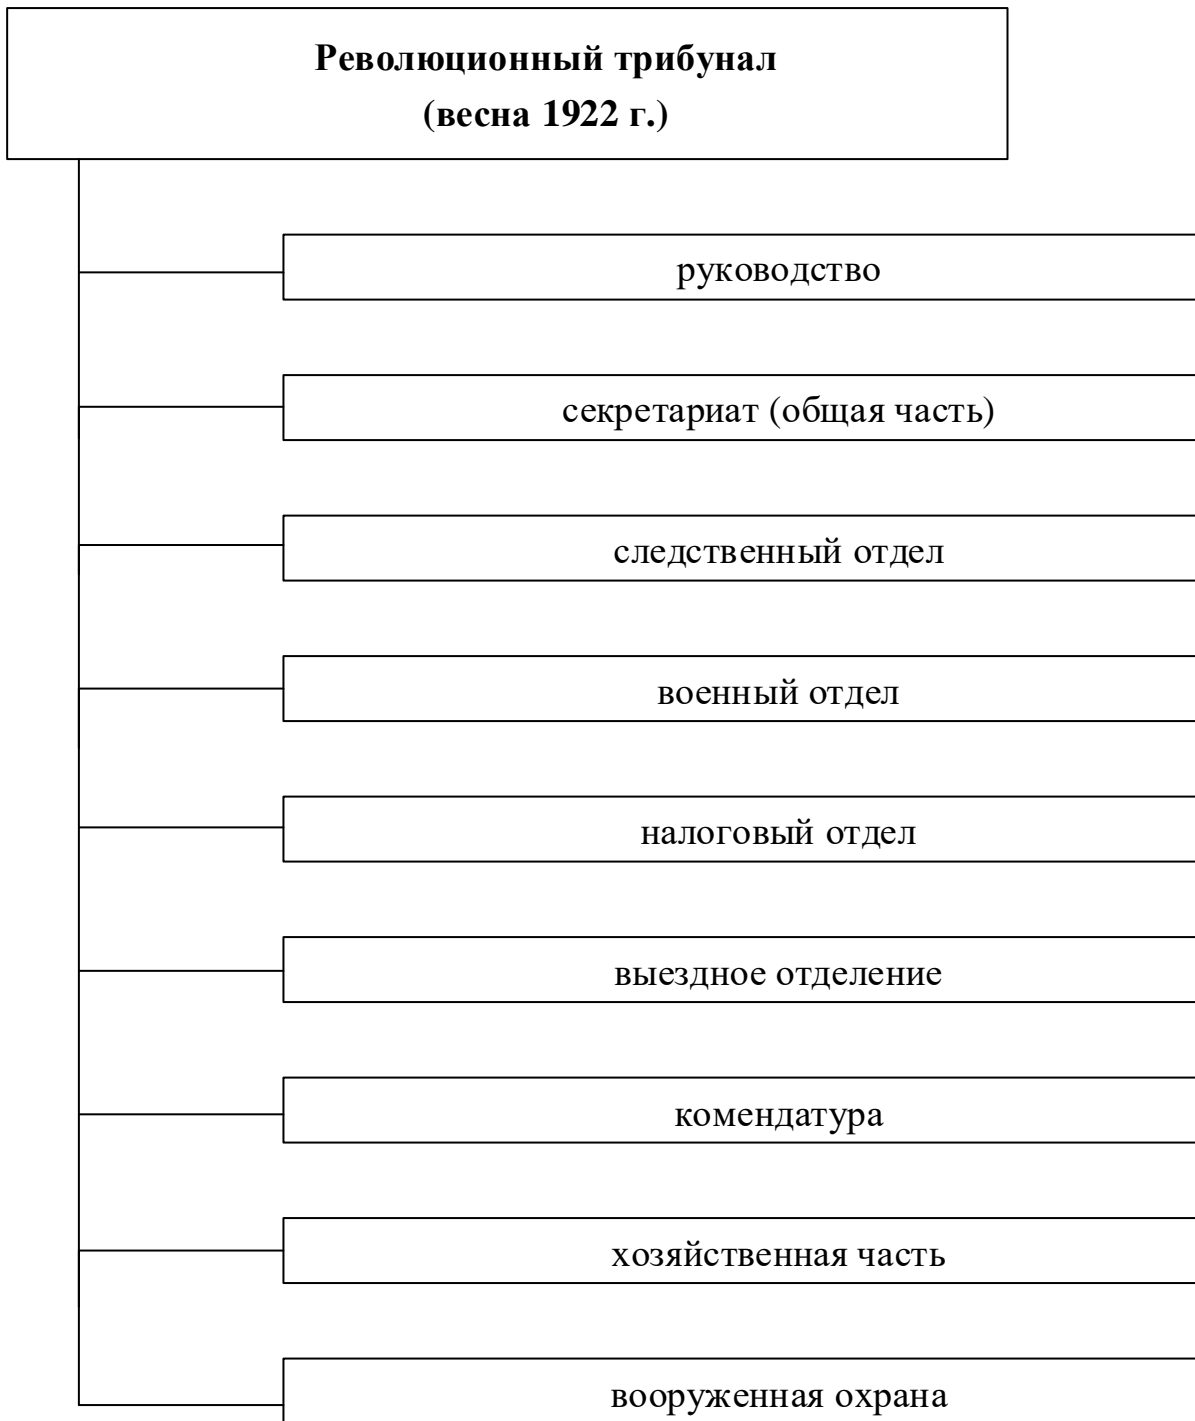 Революционный трибунал
(весна 1922 г.)
руководство
секретариат (общая часть)
следственный отдел
военный отдел
налоговый отдел
выездное отделение
комендатура
хозяйственная часть
вооруженная охрана